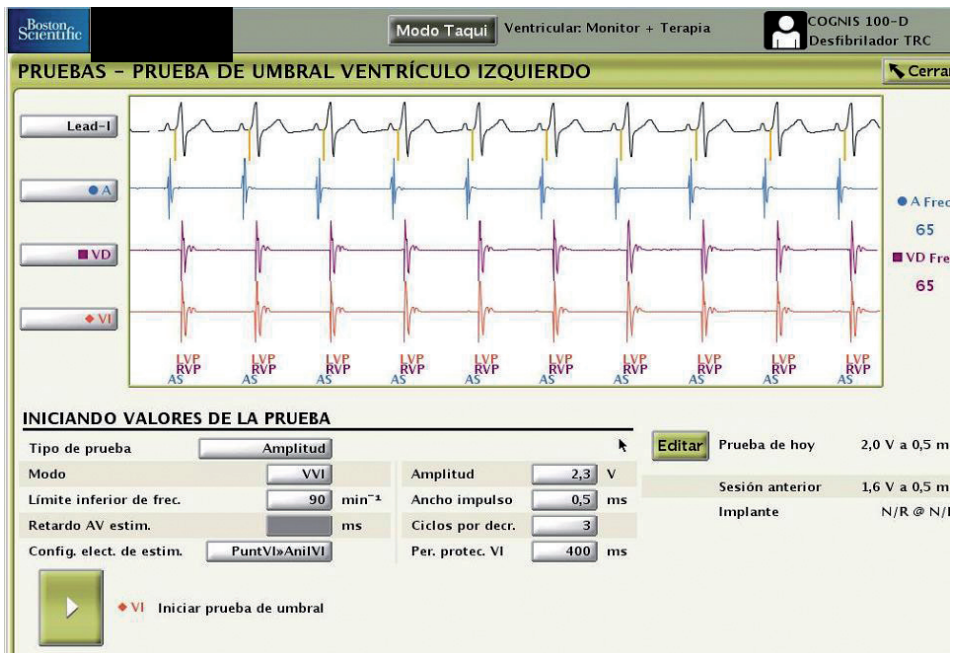 Boston Scientific
Modo Taqui Ventricular: Monitor + Terapia
COGNIS 100-D
Desfibrilador TRC
PRUEBAS - PRUEBA DE UMBRAL VENTRÍCULO IZQUIERDO
Cerrar
Lead-I
A
VD
VI
A Frec
65
VD Fre
65
LVP LVP LVP LVP LVP LVP LVP LVP LVP LVP
RVP RVP RVP RVP RVP RVP RVP RVP RVP RVP
AS AS AS AS AS AS AS AS AS AS
INICIANDO VALORES DE LA PRUEBA
Tipo de prueba Amplitud
Modo VVI
Límite inferior de frec. 90 min⁻¹
Retardo AV estim. ms
Config. elect. de estim. PuntVI»AnilVI
Amplitud 2,3 V
Ancho impulso 0,5 ms
Ciclos por decr. 3
Per. protec. VI 400 ms
Editar Prueba de hoy 2,0 V a 0,5 m
Sesión anterior 1,6 V a 0,5 m
Implante N/R @ N/
VI Iniciar prueba de umbral